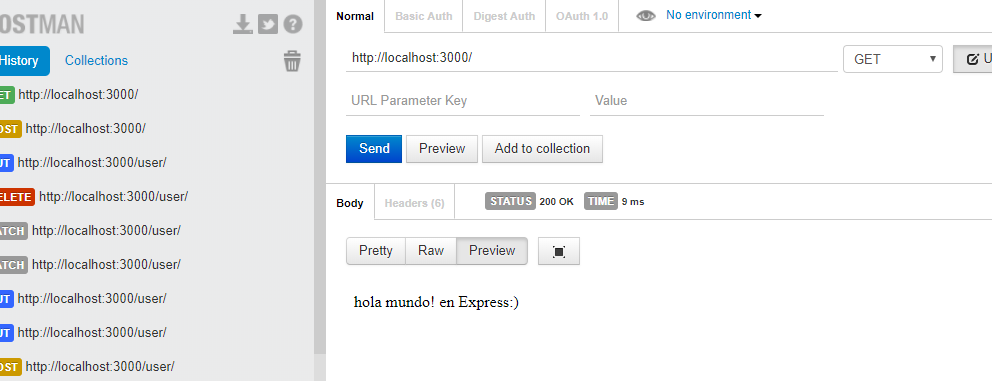 OSTMAN
History Collections
ET http://localhost:3000/
OST http://localhost:3000/
UT http://localhost:3000/user/
ELETE http://localhost:3000/user/
ATCH http://localhost:3000/user/
ATCH http://localhost:3000/user/
UT http://localhost:3000/user/
UT http://localhost:3000/user/
OST http://localhost:3000/user/
Normal Basic Auth Digest Auth OAuth 1.0 No environment
http://localhost:3000/ GET U
URL Parameter Key Value
Send Preview Add to collection
Body Headers (6) STATUS 200 OK TIME 9 ms
Pretty Raw Preview
hola mundo! en Express:)